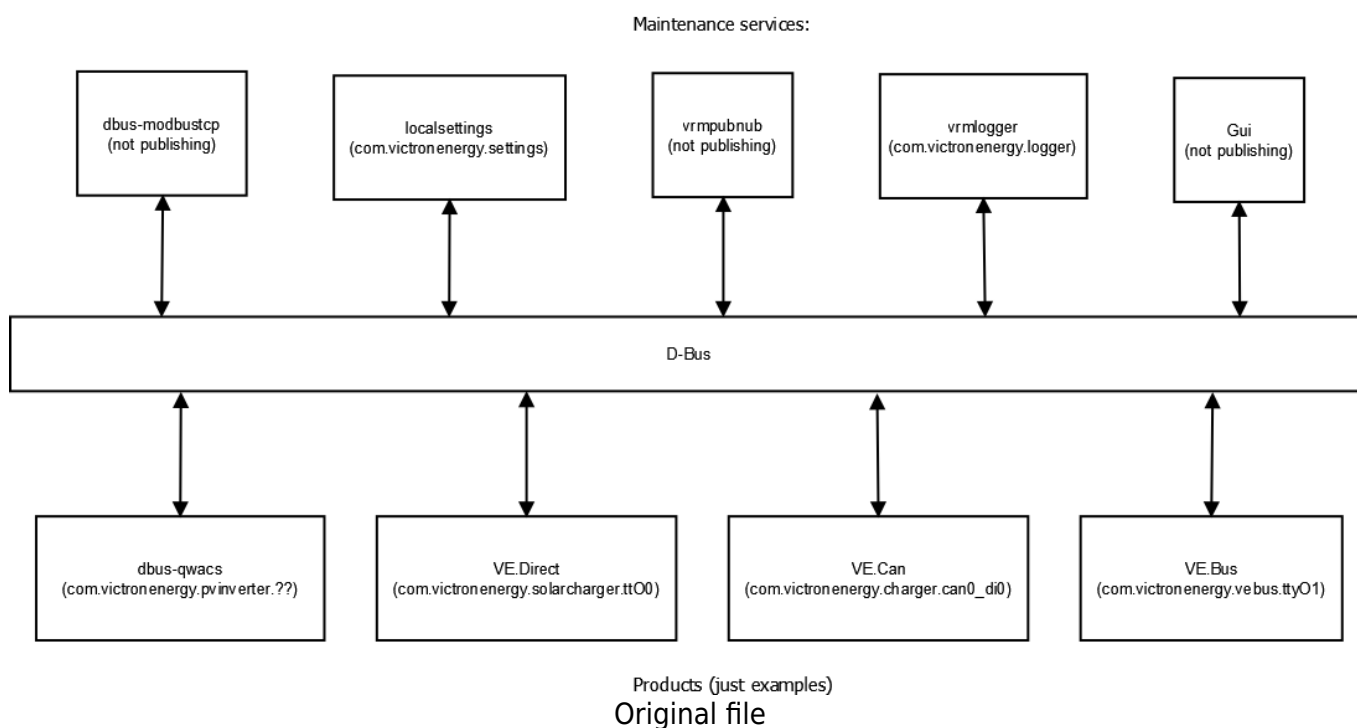 Maintenance services:
dbus-modbustcp
(not publishing)
localsettings
(com.victronenergy.settings)
vrmpubnub
(not publishing)
vrmlogger
(com.victronenergy.logger)
Gui
(not publishing)
D-Bus
dbus-qwacs
(com.victronenergy.pvinverter.??)
VE.Direct
(com.victronenergy.solarcharger.ttO0)
VE.Can
(com.victronenergy.charger.can0_di0)
VE.Bus
(com.victronenergy.vebus.ttyO1)
Products (just examples)
Original file